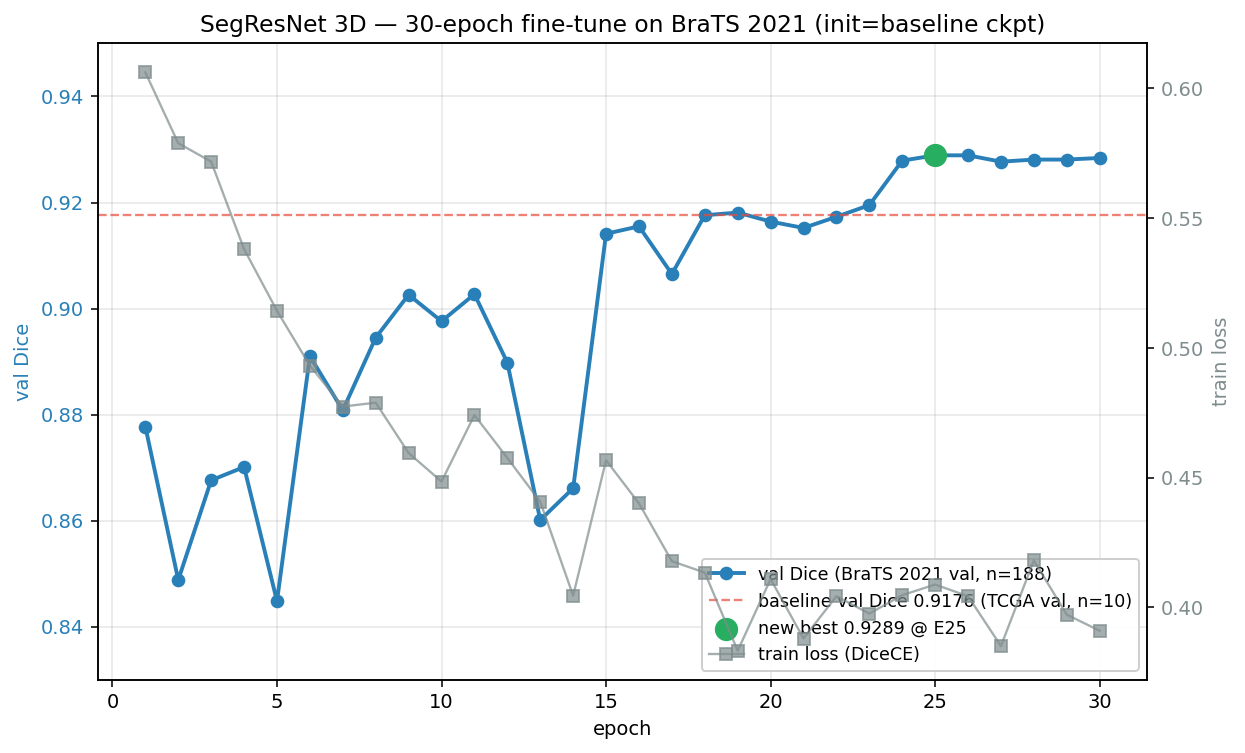 SegResNet 3D — 30-epoch fine-tune on BraTS 2021 (init=baseline ckpt)
0.94
0.92
0.90
0.88
0.86
0.84
val Dice
0.60
0.55
0.50
0.45
0.40
train loss
val Dice (BraTS 2021 val, n=188)
baseline val Dice 0.9176 (TCGA val, n=10)
new best 0.9289 @ E25
train loss (DiceCE)
0
5
10
15
20
25
30
epoch